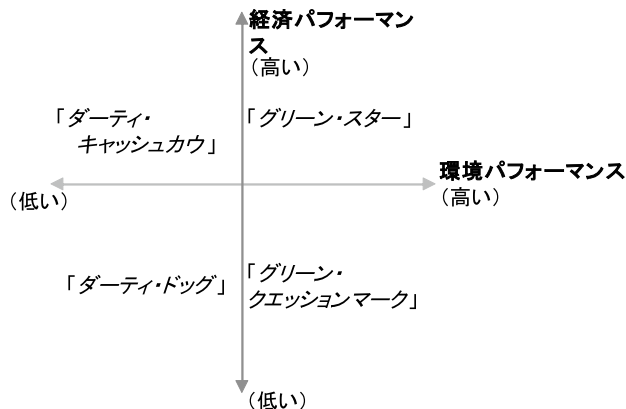 経済パフォーマン
ス
（高い）
「ダーティ・
キャッシュカウ」
「グリーン・スター」
環境パフォーマンス
（高い）
（低い）
「ダーティ・ドッグ」
「グリーン・
クエッションマーク」
（低い）